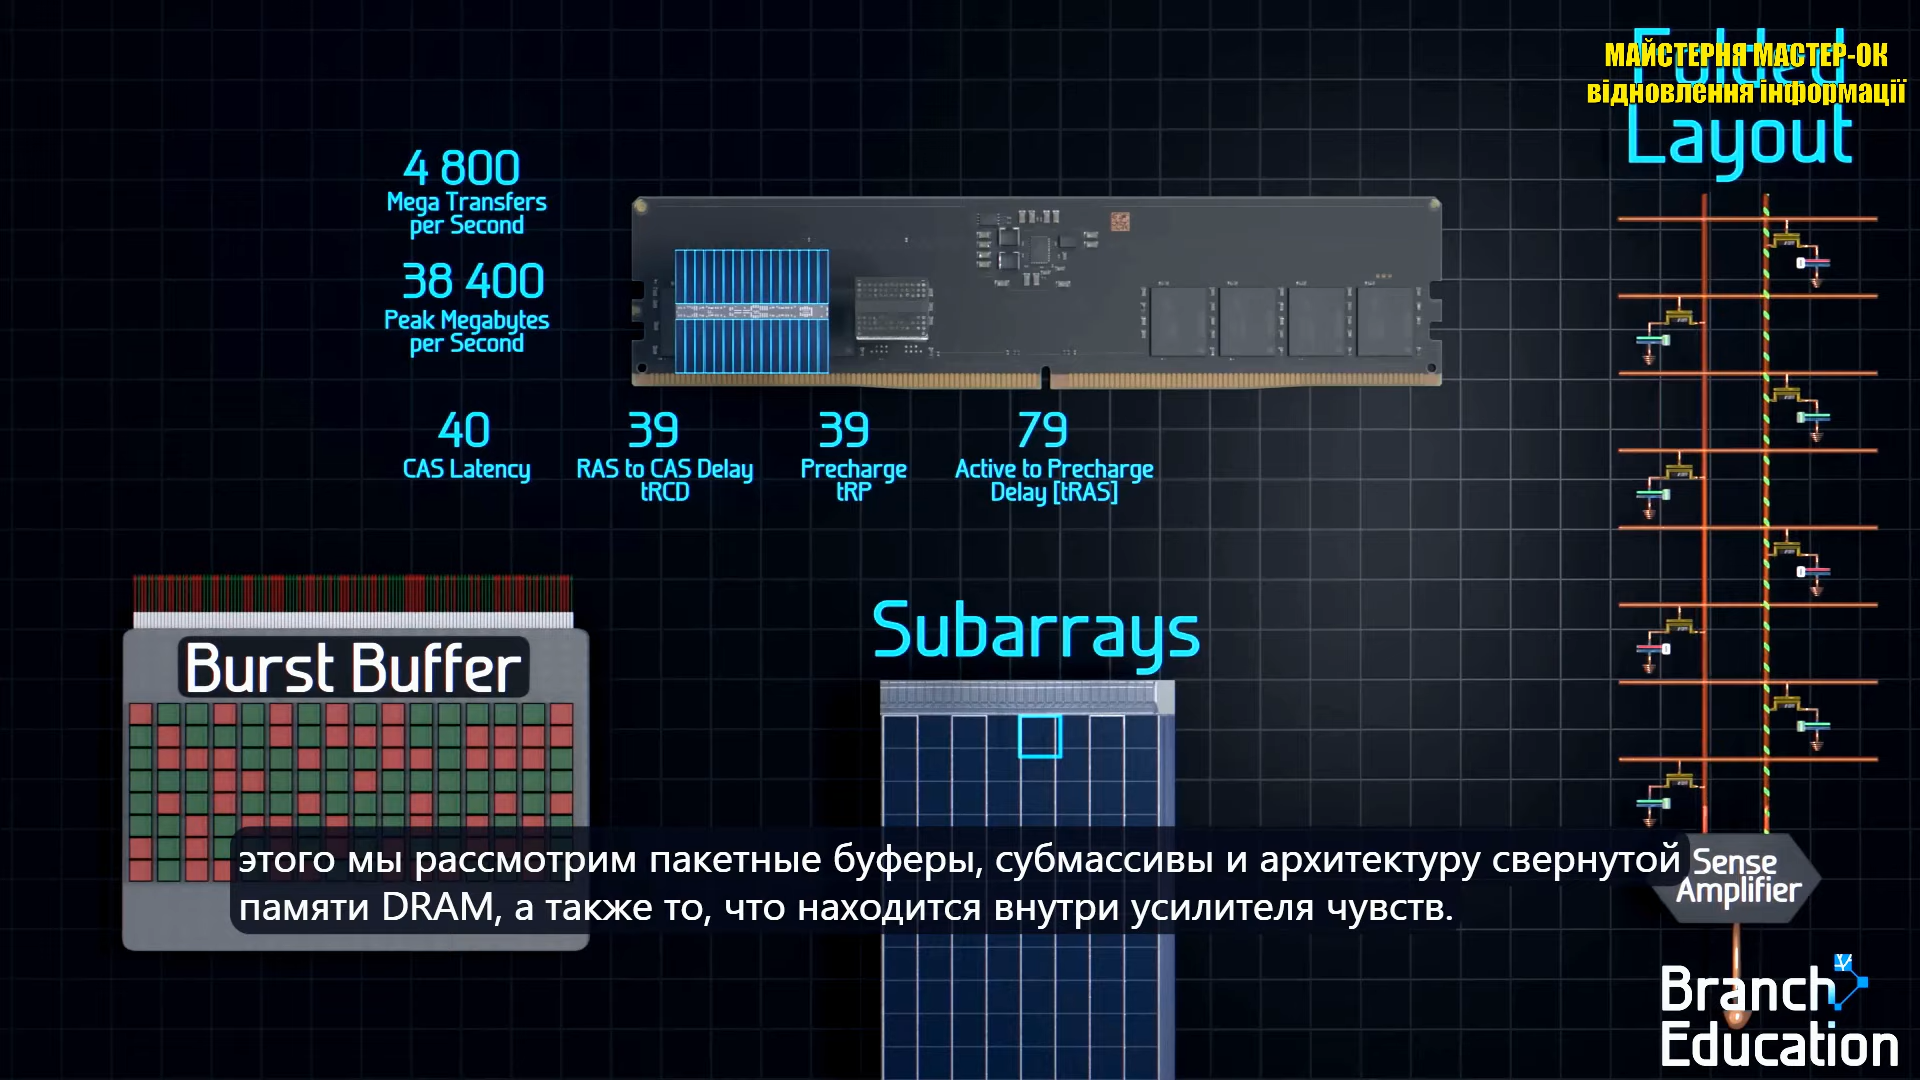 Folded
Layout
МАЙСТЕРНЯ МАСТЕР-ОК
відновлення інформації
4 800
Mega Transfers
per Second
38 400
Peak Megabytes
per Second
40
CAS Latency
39
RAS to CAS Delay
tRCD
39
Precharge
tRP
79
Active to Precharge
Delay [tRAS]
Burst Buffer
Subarrays
этого мы рассмотрим пакетные буферы, субмассивы и архитектуру свернутой
памяти DRAM, а также то, что находится внутри усилителя чувств.
Sense
Amplifier
Branch
Education